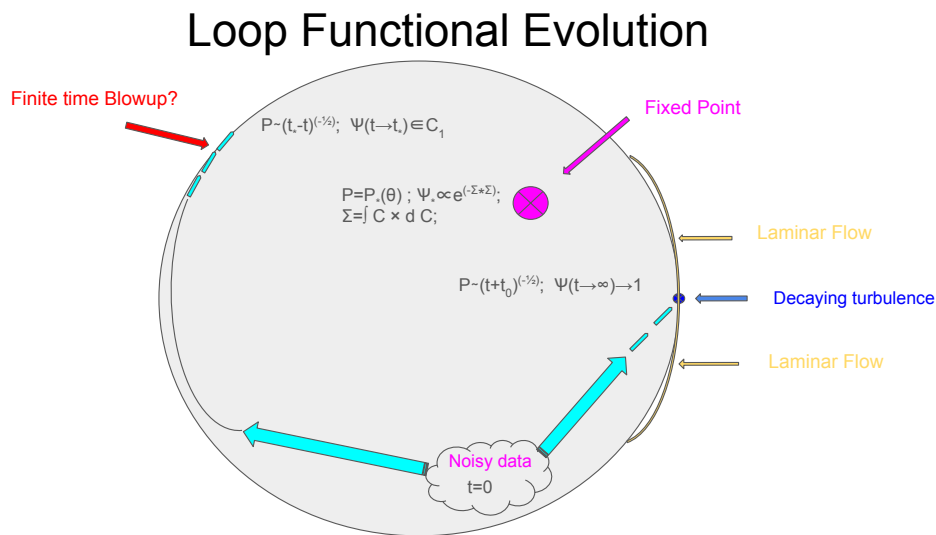 Loop Functional Evolution
Finite time Blowup?
P~(t*-t)^(-½); Ψ(t→t*)∈C₁
Fixed Point
P=P*(θ) ; Ψ*∝e^(-Σ*Σ);
Σ=∫ C × d C;
Laminar Flow
P~(t+t₀)^(-½); Ψ(t→∞)→1
Decaying turbulence
Laminar Flow
Noisy data
t=0